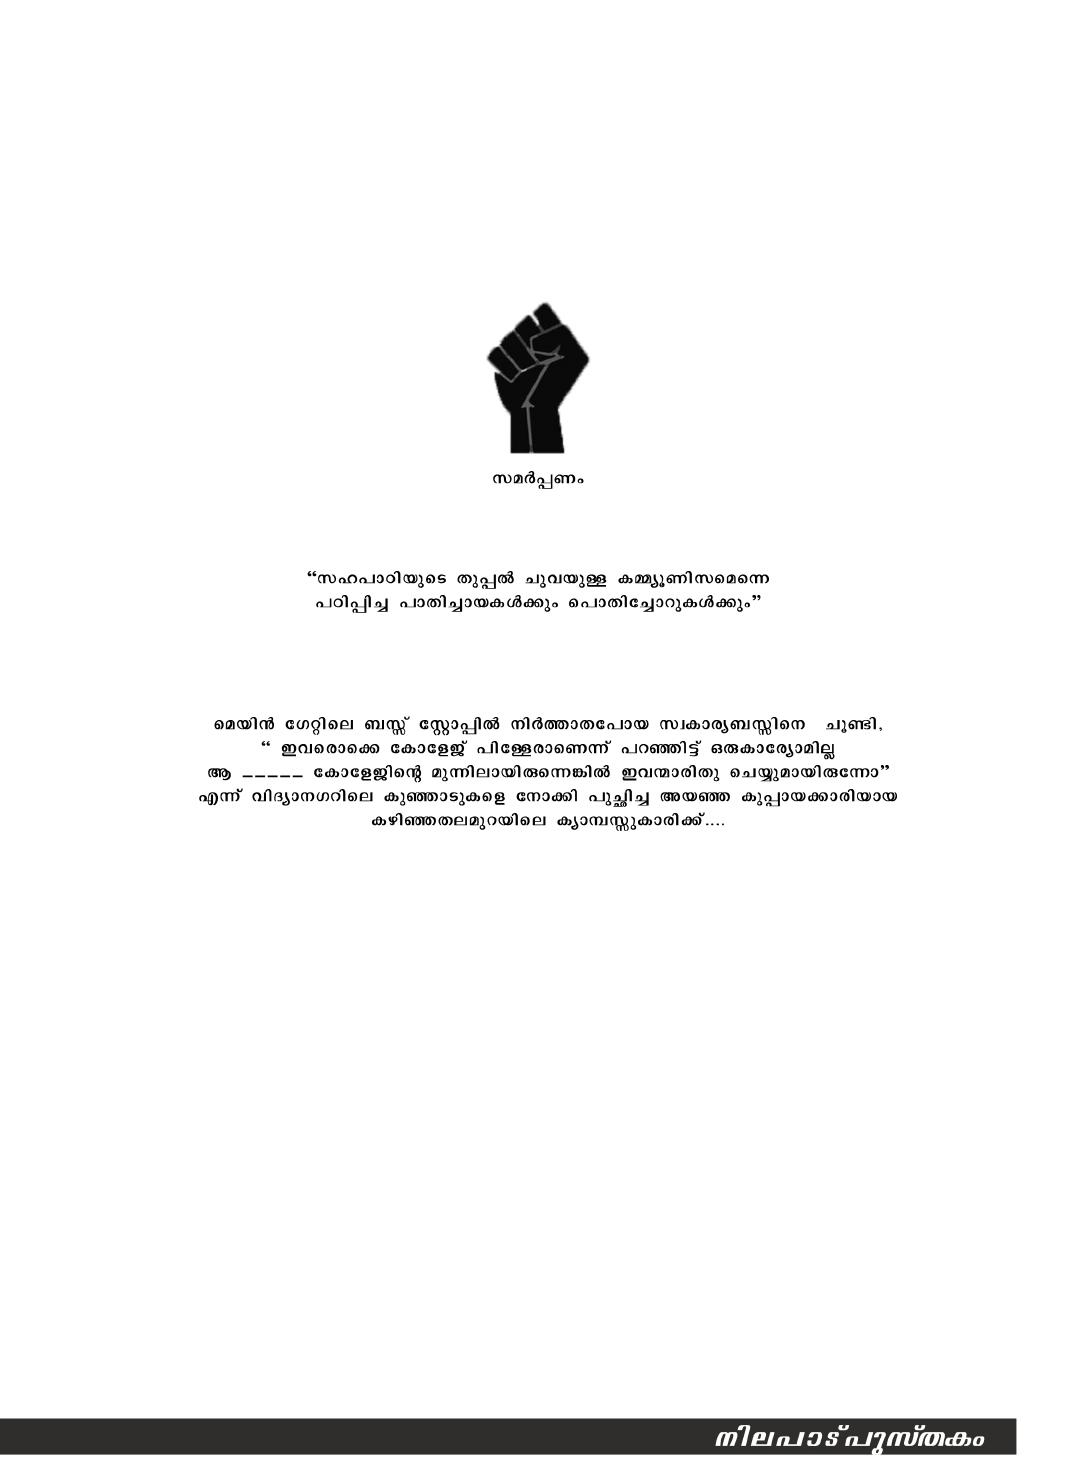 സമർപ്പണം
“സഹപാഠിയുടെ തുപ്പൽ ചുവയുള്ള കമ്മ്യൂണിസമെന്നെ
പഠിപ്പിച്ച പാതിച്ചായകൾക്കും പൊതിച്ചോറുകൾക്കും”
മെയിൻ ഗേറ്റിലെ ബസ്സ് സ്റ്റോപ്പിൽ നിർത്താതപോയ സ്വകാര്യബസ്സിനെ ചൂണ്ടി,
“ ഇവരൊക്കെ കോളേജ് പിള്ളേരാണെന്ന് പറഞ്ഞിട്ട് ഒരുകാര്യോമില്ല
ആ ––––– കോളേജിന്റെ മുന്നിലായിരുന്നെങ്കിൽ ഇവന്മാരിതു ചെയ്യുമായിരുന്നോ”
എന്ന് വിദ്യാനഗറിലെ കുഞ്ഞാടുകളെ നോക്കി പുച്ഛിച്ച അയഞ്ഞ കുപ്പായക്കാരിയായ
കഴിഞ്ഞതലമുറയിലെ ക്യാമ്പസ്സുകാരിക്ക്....
നിലപാട് പുസ്തകം